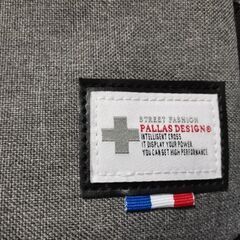 STREET FASHION
PALLAS DESIGN®
INTELLIGENT CROSS
IT DISPLAY YOUR POWER
YOU CAN GET HIGH PERFORMANCE.